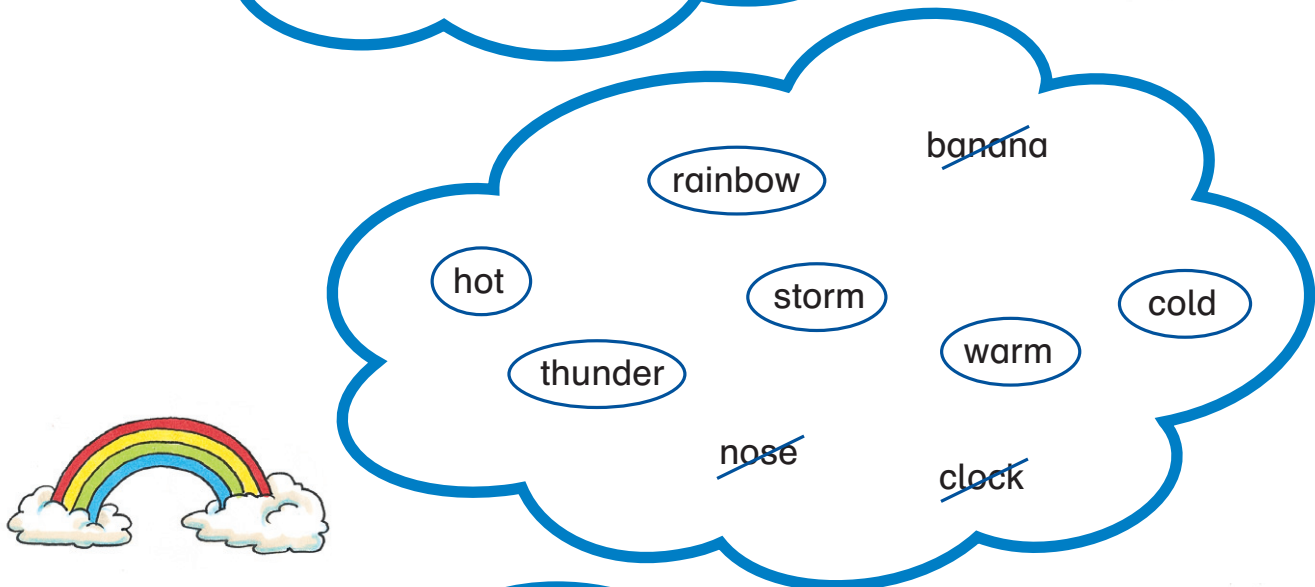 banana
rainbow
hot
storm
cold
warm
thunder
nose
clock